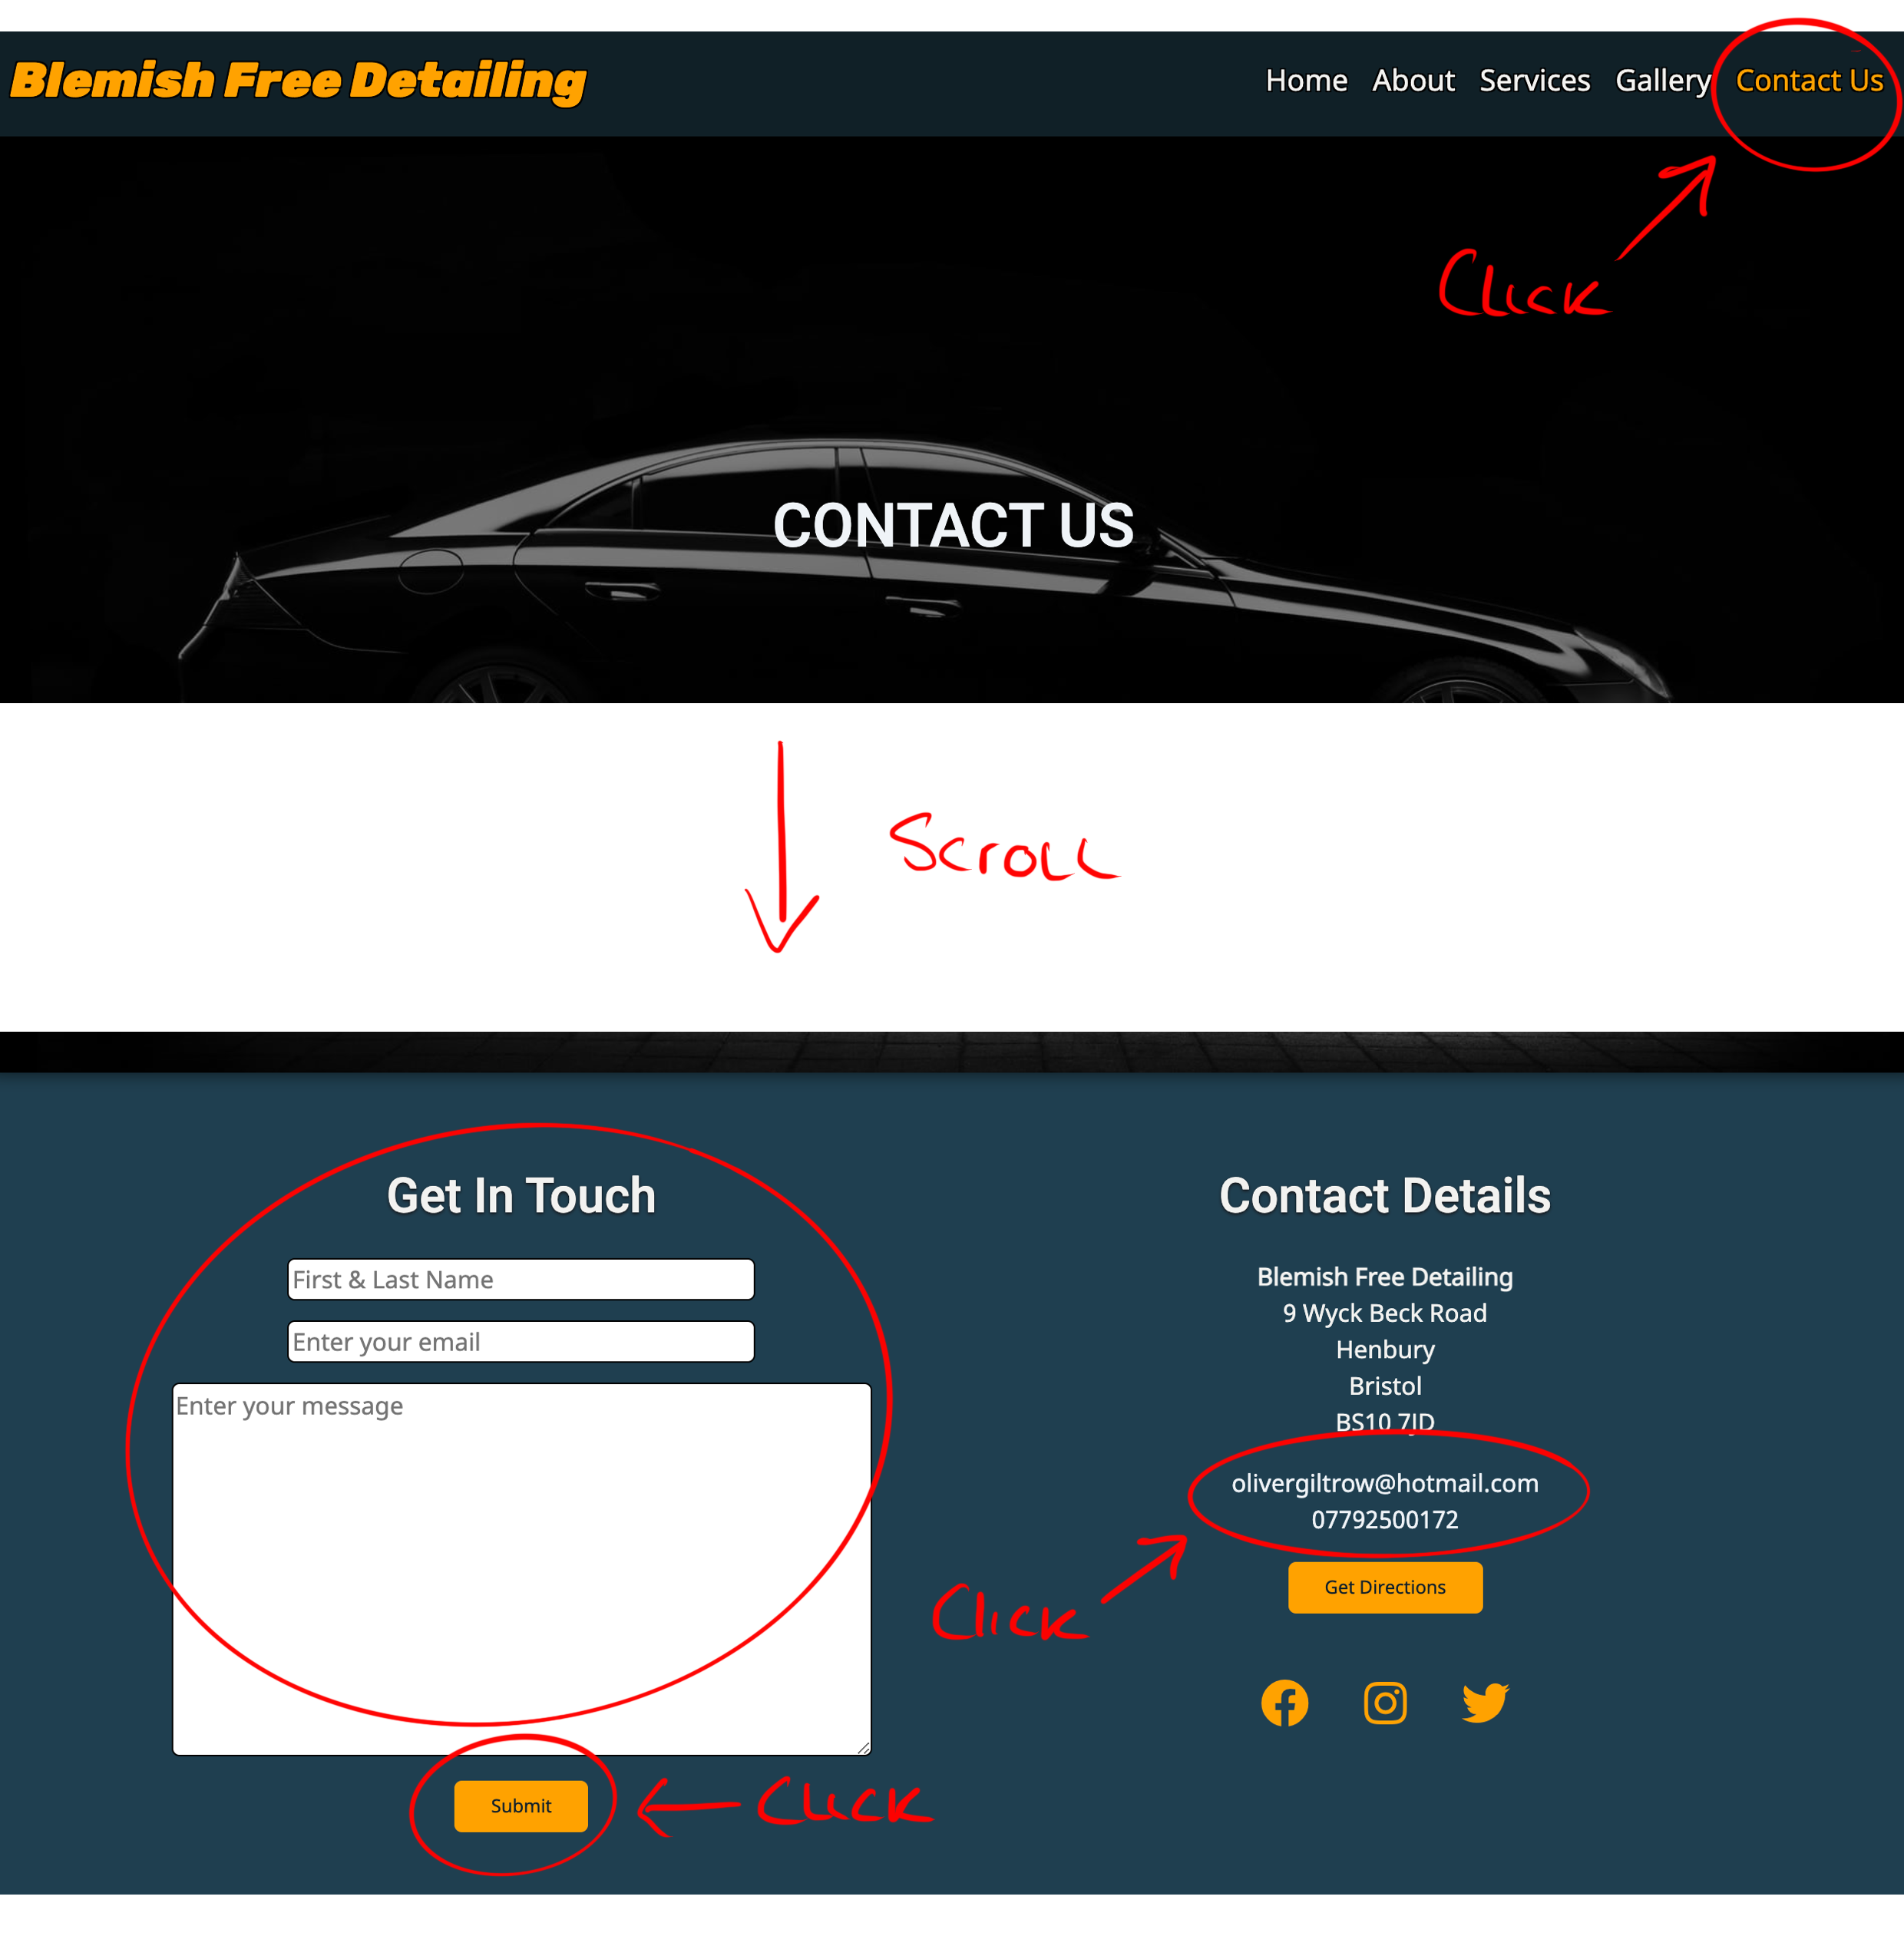 Blemish Free Detailing
Home About Services Gallery Contact Us
Click
CONTACT US
Scroll
Get In Touch
First & Last Name
Enter your email
Enter your message
Submit
Click
Contact Details
Blemish Free Detailing
9 Wyck Beck Road
Henbury
Bristol
BS10 7JD
olivergiltrow@hotmail.com
07792500172
Click
Get Directions